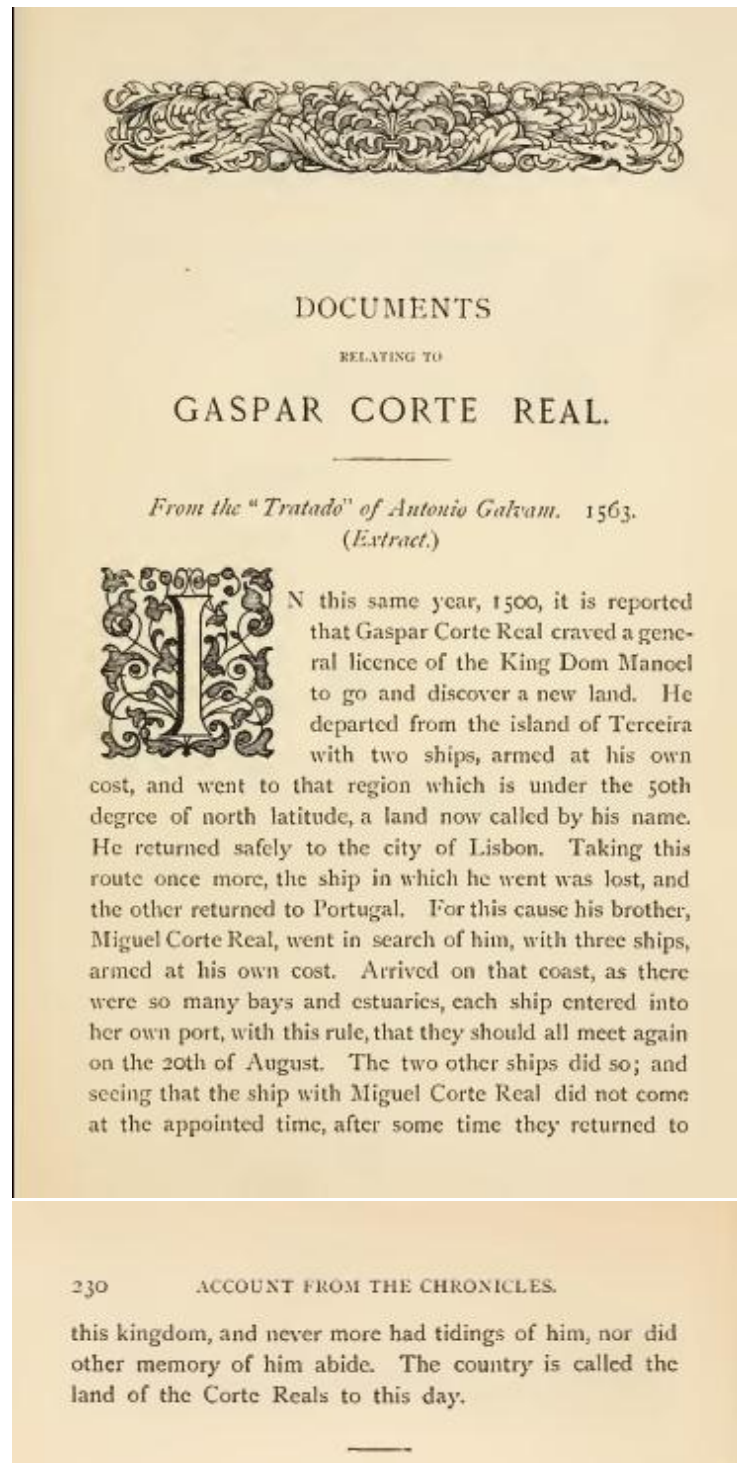 DOCUMENTS
RELATING TO
GASPAR CORTE REAL.
From the "Tratado" of Antonio Galvam. 1563.
(Extract.)
IN this same year, 1500, it is reported
that Gaspar Corte Real craved a gene-
ral licence of the King Dom Manoel
to go and discover a new land. He
departed from the island of Terceira
with two ships, armed at his own
cost, and went to that region which is under the 50th
degree of north latitude, a land now called by his name.
He returned safely to the city of Lisbon. Taking this
route once more, the ship in which he went was lost, and
the other returned to Portugal. For this cause his brother,
Miguel Corte Real, went in search of him, with three ships,
armed at his own cost. Arrived on that coast, as there
were so many bays and estuaries, each ship entered into
her own port, with this rule, that they should all meet again
on the 20th of August. The two other ships did so; and
seeing that the ship with Miguel Corte Real did not come
at the appointed time, after some time they returned to
230 ACCOUNT FROM THE CHRONICLES.
this kingdom, and never more had tidings of him, nor did
other memory of him abide. The country is called the
land of the Corte Reals to this day.